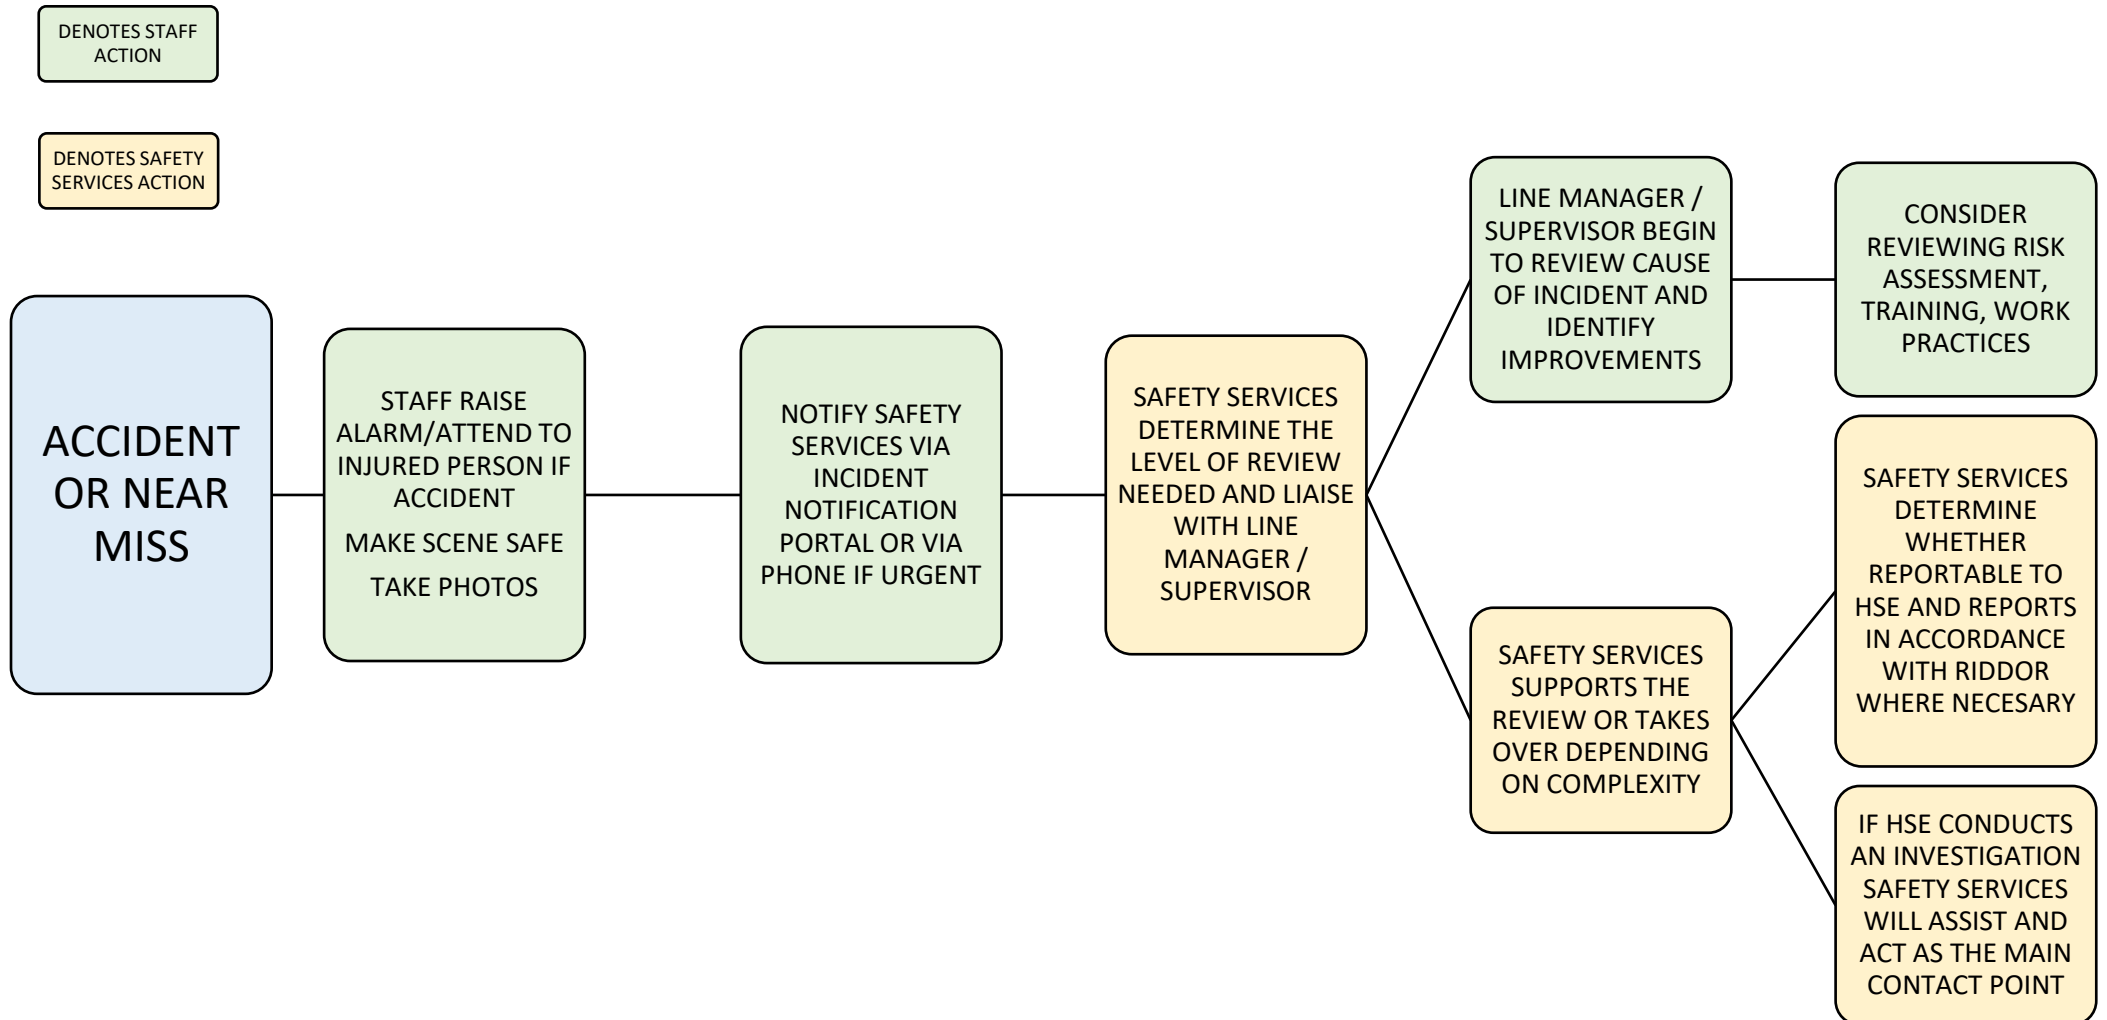 DENOTES STAFF
ACTION
DENOTES SAFETY
SERVICES ACTION
ACCIDENT
OR NEAR
MISS
STAFF RAISE
ALARM/ATTEND TO
INJURED PERSON IF
ACCIDENT
MAKE SCENE SAFE
TAKE PHOTOS
NOTIFY SAFETY
SERVICES VIA
INCIDENT
NOTIFICATION
PORTAL OR VIA
PHONE IF URGENT
SAFETY SERVICES
DETERMINE THE
LEVEL OF REVIEW
NEEDED AND LIAISE
WITH LINE
MANAGER /
SUPERVISOR
LINE MANAGER /
SUPERVISOR BEGIN
TO REVIEW CAUSE
OF INCIDENT AND
IDENTIFY
IMPROVEMENTS
CONSIDER
REVIEWING RISK
ASSESSMENT,
TRAINING, WORK
PRACTICES
SAFETY SERVICES
SUPPORTS THE
REVIEW OR TAKES
OVER DEPENDING
ON COMPLEXITY
SAFETY SERVICES
DETERMINE
WHETHER
REPORTABLE TO
HSE AND REPORTS
IN ACCORDANCE
WITH RIDDOR
WHERE NECESARY
IF HSE CONDUCTS
AN INVESTIGATION
SAFETY SERVICES
WILL ASSIST AND
ACT AS THE MAIN
CONTACT POINT